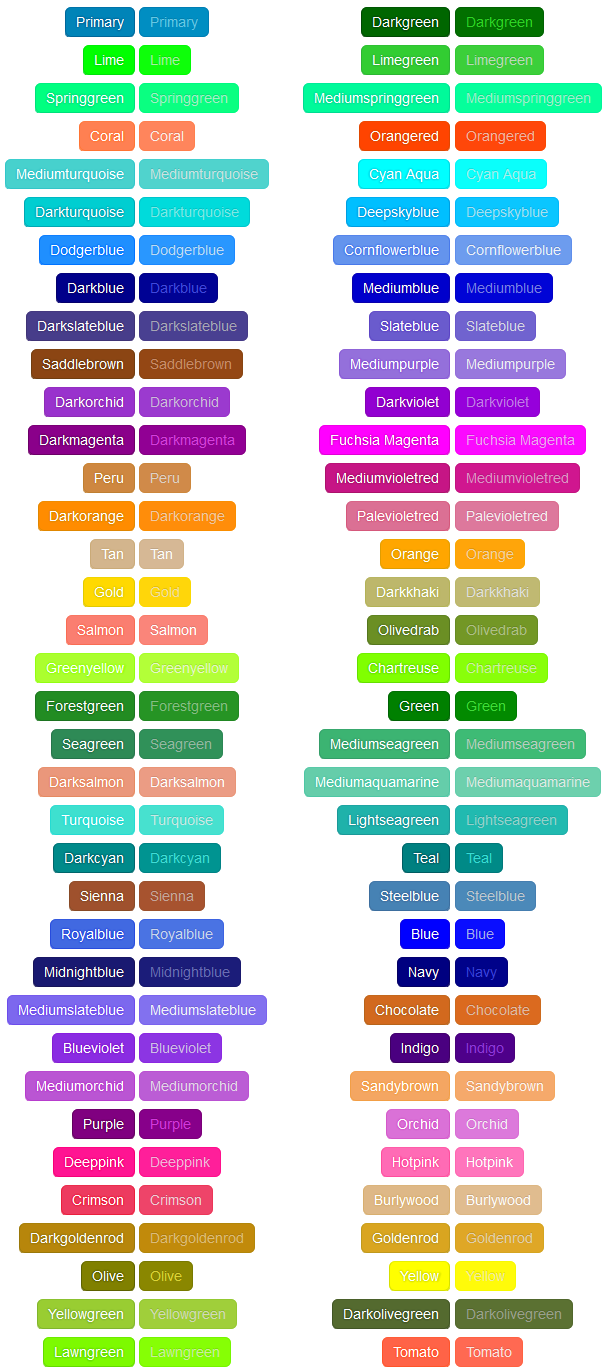 Primary Primary Darkgreen Darkgreen
Lime Lime Limegreen Limegreen
Springgreen Springgreen Mediumspringgreen Mediumspringgreen
Coral Coral Orangered Orangered
Mediumturquoise Mediumturquoise Cyan Aqua Cyan Aqua
Darkturquoise Darkturquoise Deepskyblue Deepskyblue
Dodgerblue Dodgerblue Cornflowerblue Cornflowerblue
Darkblue Darkblue Mediumblue Mediumblue
Darkslateblue Darkslateblue Slateblue Slateblue
Saddlebrown Saddlebrown Mediumpurple Mediumpurple
Darkorchid Darkorchid Darkviolet Darkviolet
Darkmagenta Darkmagenta Fuchsia Magenta Fuchsia Magenta
Peru Peru Mediumvioletred Mediumvioletred
Darkorange Darkorange Palevioletred Palevioletred
Tan Tan Orange Orange
Gold Gold Darkkhaki Darkkhaki
Salmon Salmon Olivedrab Olivedrab
Greenyellow Greenyellow Chartreuse Chartreuse
Forestgreen Forestgreen Green Green
Seagreen Seagreen Mediumseagreen Mediumseagreen
Darksalmon Darksalmon Mediumaquamarine Mediumaquamarine
Turquoise Turquoise Lightseagreen Lightseagreen
Darkcyan Darkcyan Teal Teal
Sienna Sienna Steelblue Steelblue
Royalblue Royalblue Blue Blue
Midnightblue Midnightblue Navy Navy
Mediumslateblue Mediumslateblue Chocolate Chocolate
Blueviolet Blueviolet Indigo Indigo
Mediumorchid Mediumorchid Sandybrown Sandybrown
Purple Purple Orchid Orchid
Deeppink Deeppink Hotpink Hotpink
Crimson Crimson Burlywood Burlywood
Darkgoldenrod Darkgoldenrod Goldenrod Goldenrod
Olive Olive Yellow Yellow
Yellowgreen Yellowgreen Darkolivegreen Darkolivegreen
Lawngreen Lawngreen Tomato Tomato